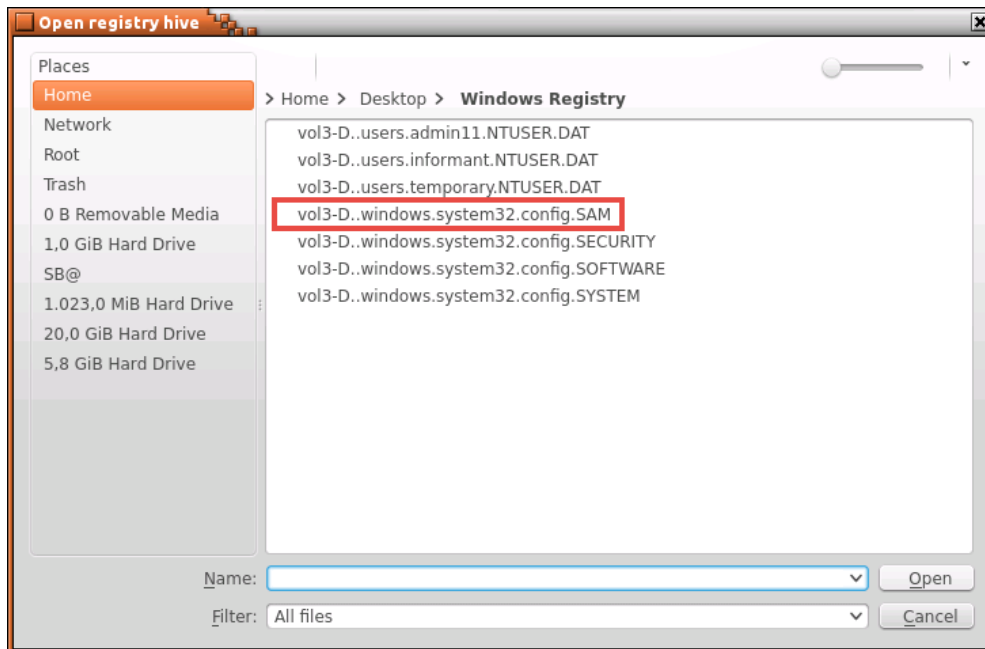 Open registry hive
Places
Home
Network
Root
Trash
0 B Removable Media
1,0 GiB Hard Drive
SB@
1.023,0 MiB Hard Drive
20,0 GiB Hard Drive
5,8 GiB Hard Drive
> Home > Desktop > Windows Registry
vol3-D..users.admin11.NTUSER.DAT
vol3-D..users.informant.NTUSER.DAT
vol3-D..users.temporary.NTUSER.DAT
vol3-D..windows.system32.config.SAM
vol3-D..windows.system32.config.SECURITY
vol3-D..windows.system32.config.SOFTWARE
vol3-D..windows.system32.config.SYSTEM
Name:
Open
Filter: All files
Cancel